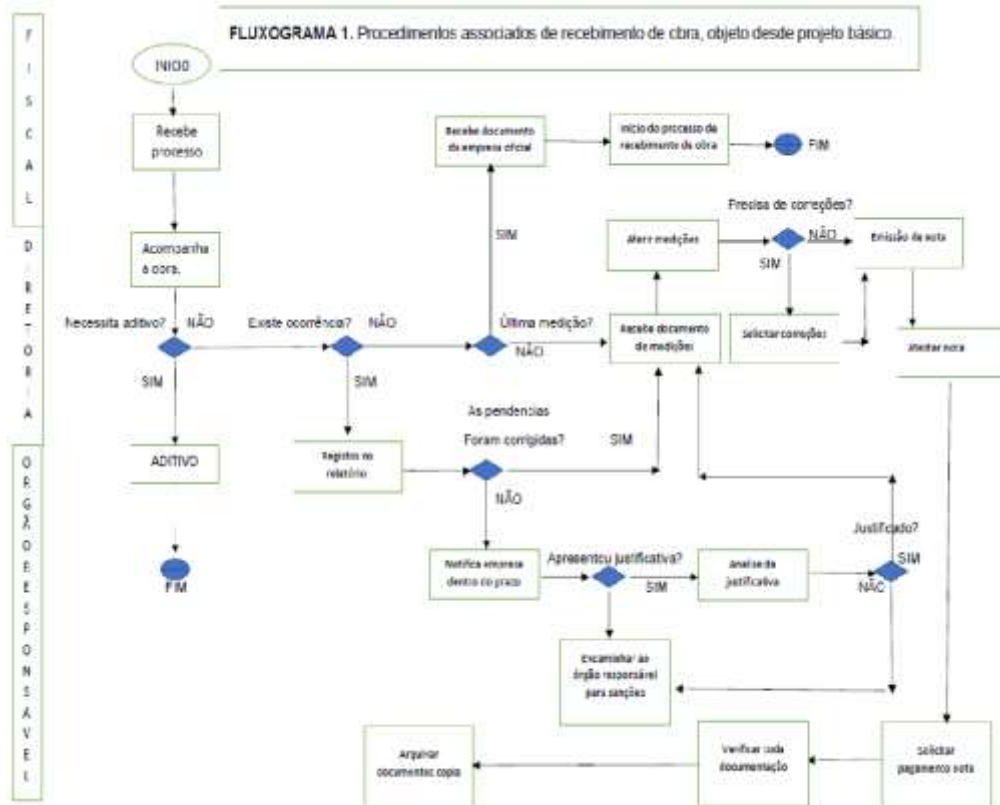 FLUXOGRAMA 1. Procedimentos associados de recebimento de obra, objeto desde projeto básico.
F
I
S
C
A
L
D
I
R
E
T
O
R
I
A
O
R
G
Ã
O
E
E
S
P
O
N
S
A
V
E
L
INICIO
Recebe
processo
Acompanha
a obra.
Necessita aditivo?
NÃO
SIM
ADITIVO
FIM
Existe ocorrência?
NÃO
SIM
Registro no
relatório
Recebe documento
da empresa oficial
Início do processo de
recebimento da obra
FIM
SIM
Última medição?
NÃO
Recebe documento
de medições
Aferir medições
Precisa de correções?
NÃO
SIM
Solicitar correções
Emissão de nota
Atestar nota
As pendencias
Foram corrigidas?
SIM
NÃO
Notifica empresa
dentro do prazo
Apresentou justificativa?
SIM
Analise da
justificativa
Justificado?
SIM
NÃO
Encaminhar ao
órgão responsável
para sanções
Solicitar
pagamento nota
Verificar toda
documentação
Arquivar
documentos copia